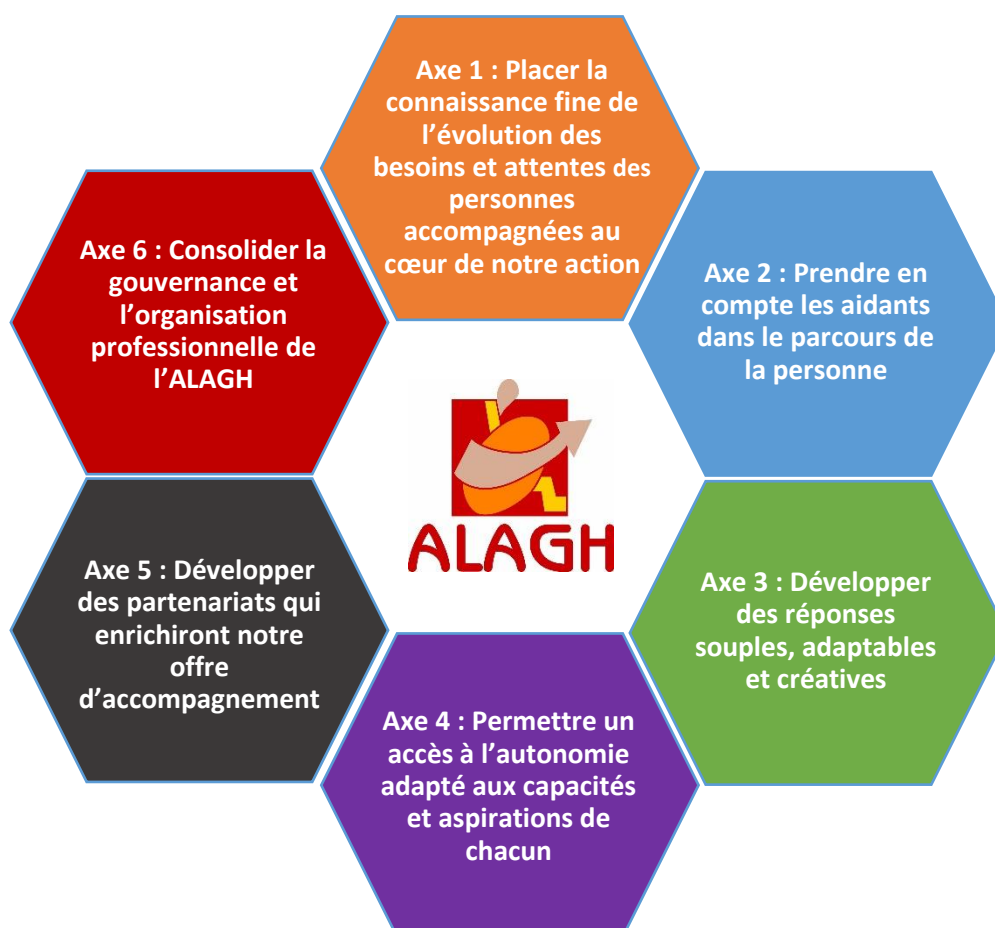 Axe 1 : Placer la
connaissance fine de
l’évolution des
besoins et attentes des
personnes
accompagnées au
cœur de notre action
Axe 2 : Prendre en
compte les aidants
dans le parcours de
la personne
Axe 3 : Développer
des réponses
souples, adaptables
et créatives
Axe 4 : Permettre un
accès à l’autonomie
adapté aux capacités
et aspirations de
chacun
Axe 5 : Développer
des partenariats qui
enrichiront notre
offre
d’accompagnement
Axe 6 : Consolider la
gouvernance et
l’organisation
professionnelle de
l’ALAGH
ALAGH